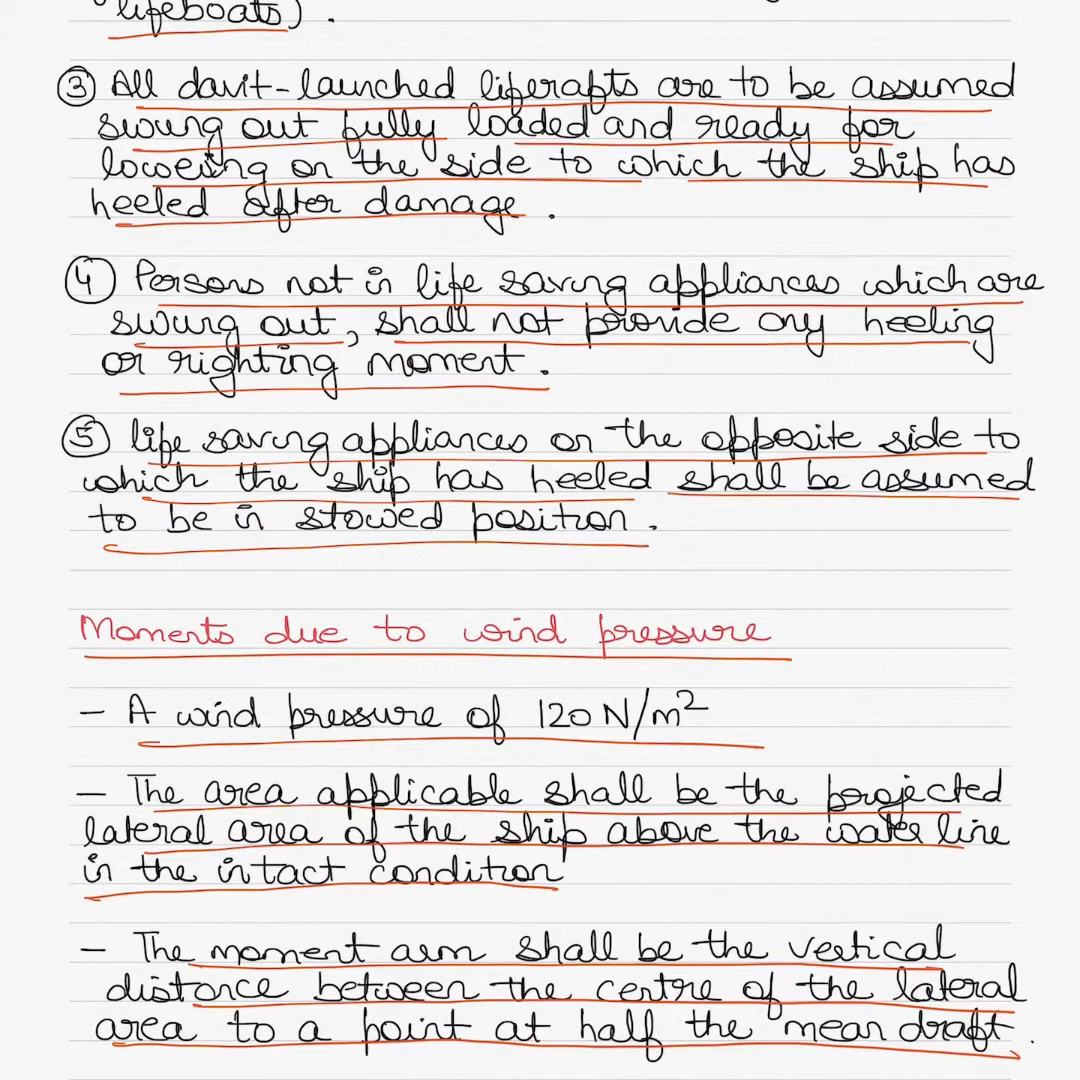 lifeboats) .
③ All davit-launched liferafts are to be assumed
swung out fully loaded and ready for
lowering on the side to which the ship has
heeled after damage .
④ Persons not in life saving appliances which are
swung out, shall not provide any heeling
or righting moment .
⑤ life saving appliances on the opposite side to
which the ship has heeled shall be assumed
to be in stowed position .
Moments due to wind pressure
- A wind pressure of 120 N/m²
- The area applicable shall be the projected
lateral area of the ship above the water line
in the intact condition
- The moment arm shall be the vertical
distance between the centre of the lateral
area to a point at half the mean draft .